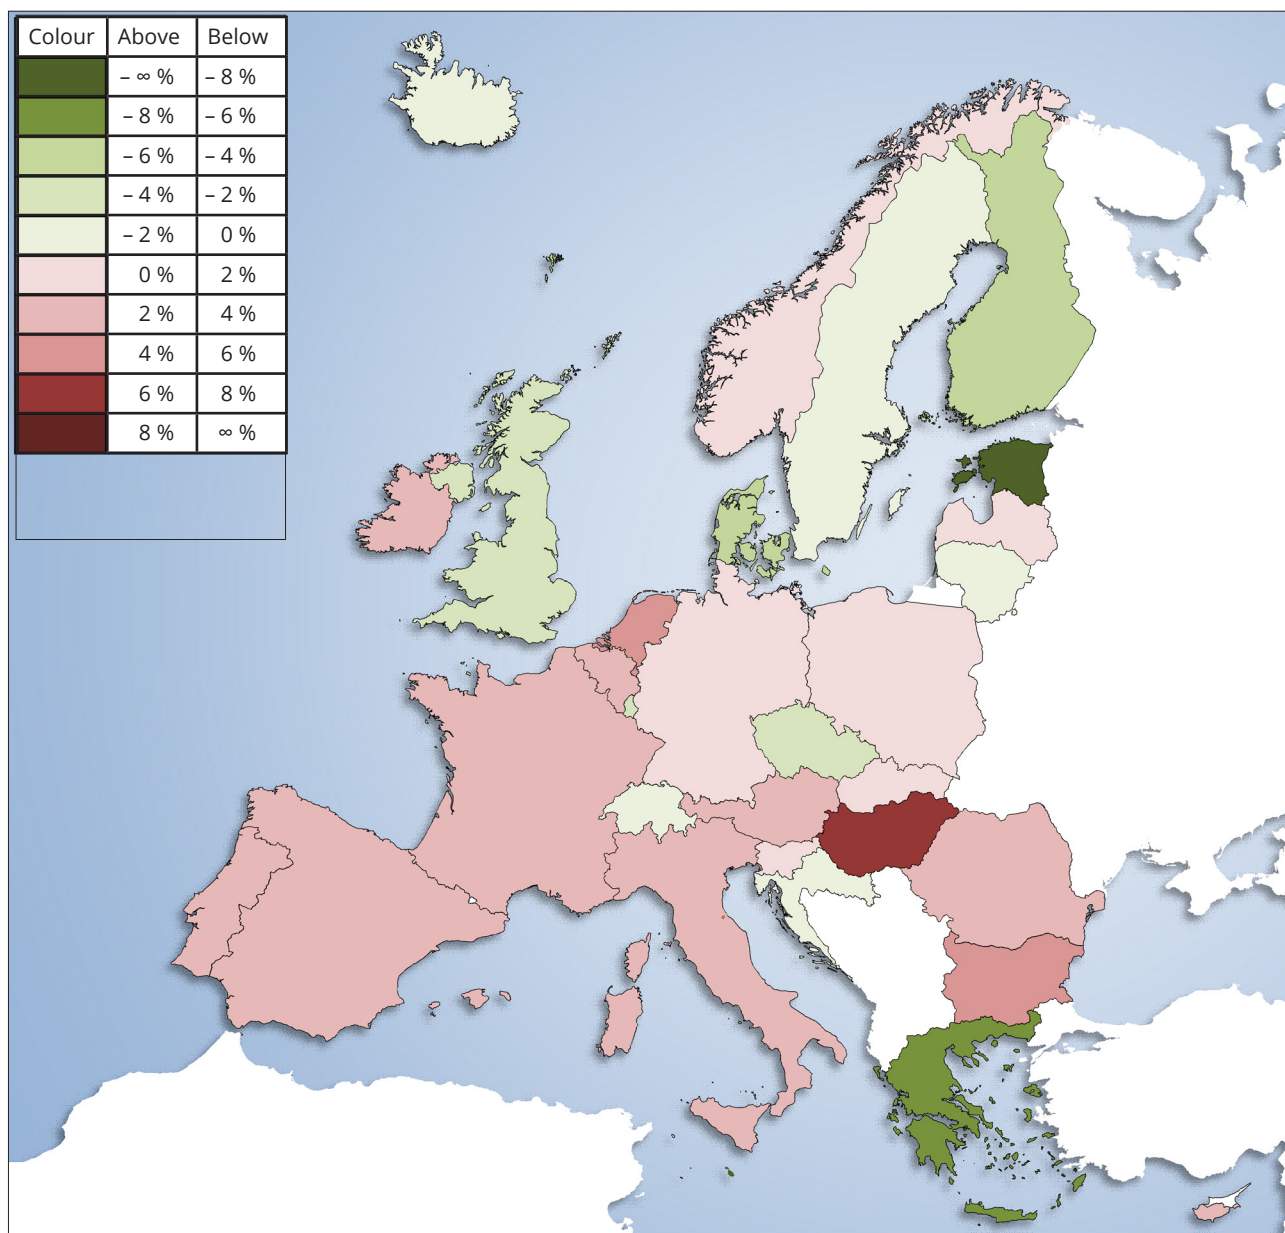 Colour Above Below
– ∞ % – 8 %
– 8 % – 6 %
– 6 % – 4 %
– 4 % – 2 %
– 2 % 0 %
0 % 2 %
2 % 4 %
4 % 6 %
6 % 8 %
8 % ∞ %